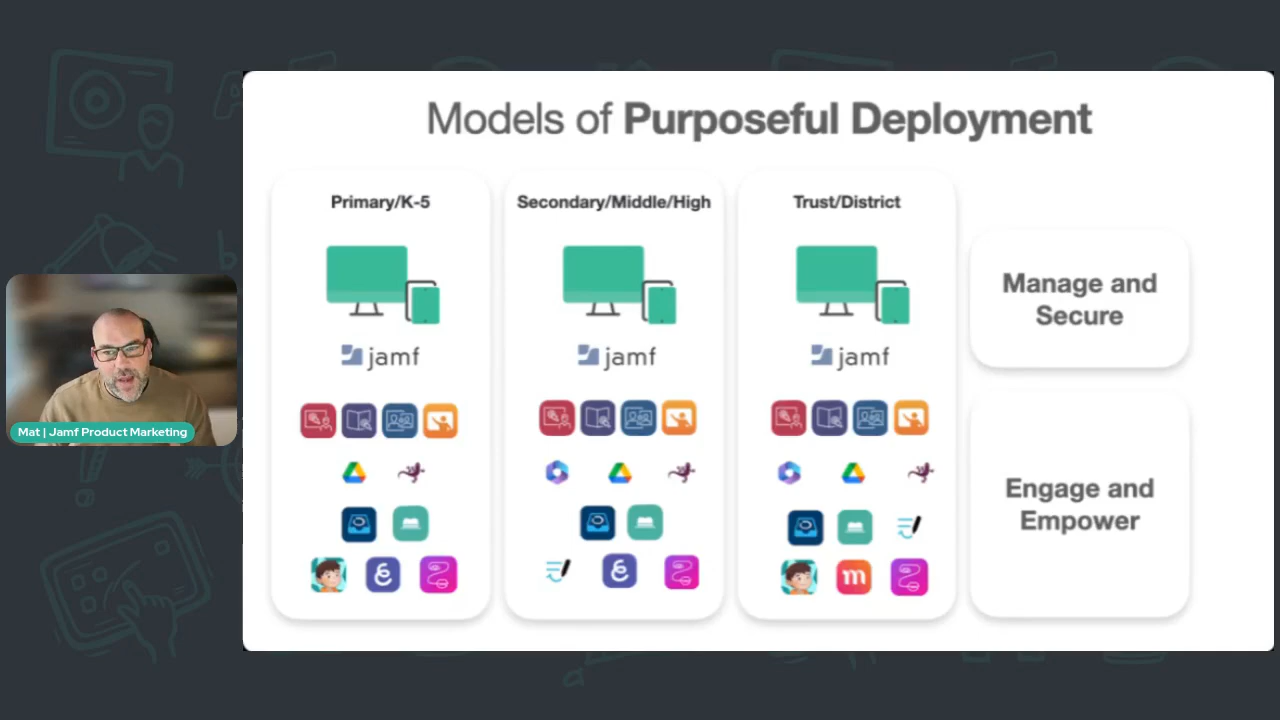 Models of Purposeful Deployment
Primary/K-5
jamf
Secondary/Middle/High
jamf
Trust/District
jamf
m
Manage and
Secure
Engage and
Empower
Mat | Jamf Product Marketing